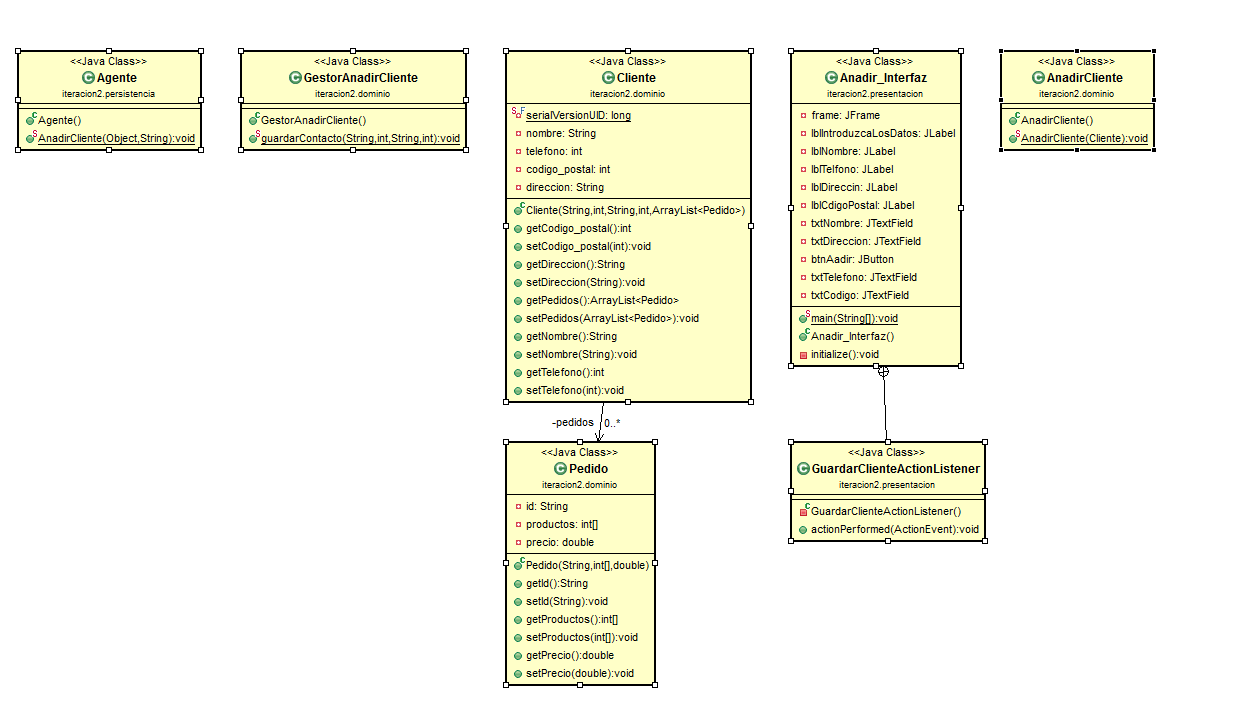 <<Java Class>>
Agente
iteracion2.persistencia
Agente()
AnadirCliente(Object,String):void
<<Java Class>>
GestorAnadirCliente
iteracion2.dominio
GestorAnadirCliente()
guardarContacto(String,int,String,int):void
<<Java Class>>
Cliente
iteracion2.dominio
serialVersionUID: long
nombre: String
telefono: int
codigo_postal: int
direccion: String
Cliente(String,int,String,int,ArrayList<Pedido>)
getCodigo_postal():int
setCodigo_postal(int):void
getDireccion():String
setDireccion(String):void
getPedidos():ArrayList<Pedido>
setPedidos(ArrayList<Pedido>):void
getNombre():String
setNombre(String):void
getTelefono():int
setTelefono(int):void
-pedidos 0..*
<<Java Class>>
Pedido
iteracion2.dominio
id: String
productos: int[]
precio: double
Pedido(String,int[],double)
getId():String
setId(String):void
getProductos():int[]
setProductos(int[]):void
getPrecio():double
setPrecio(double):void
<<Java Class>>
Anadir_Interfaz
iteracion2.presentacion
frame: JFrame
lblIntroduzcaLosDatos: JLabel
lblNombre: JLabel
lblTelfono: JLabel
lblDireccin: JLabel
lblCdigoPostal: JLabel
txtNombre: JTextField
txtDireccion: JTextField
btnAadir: JButton
txtTelefono: JTextField
txtCodigo: JTextField
main(String[]):void
Anadir_Interfaz()
initialize():void
<<Java Class>>
GuardarClienteActionListener
iteracion2.presentacion
GuardarClienteActionListener()
actionPerformed(ActionEvent):void
<<Java Class>>
AnadirCliente
iteracion2.dominio
AnadirCliente()
AnadirCliente(Cliente):void